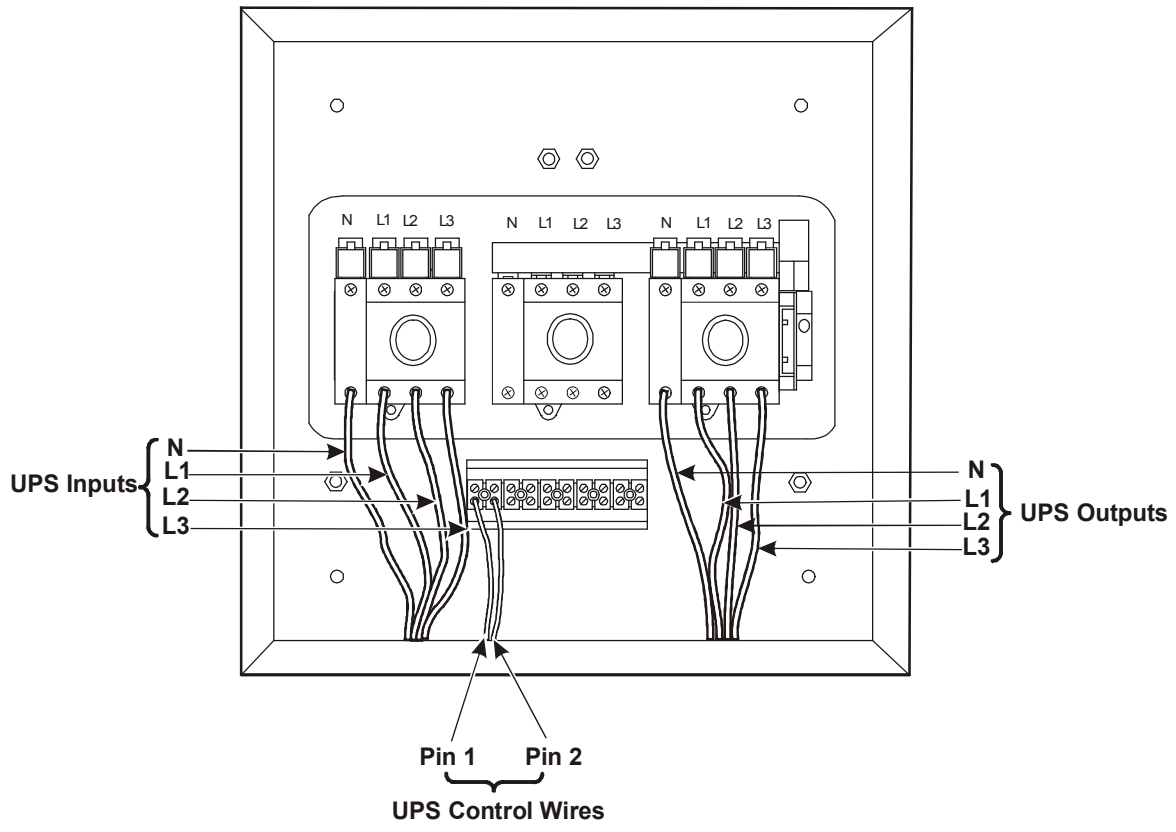 N L1 L2 L3
N L1 L2 L3
N L1 L2 L3
UPS Inputs
N
L1
L2
L3
N
L1
L2
L3
UPS Outputs
Pin 1 Pin 2
UPS Control Wires